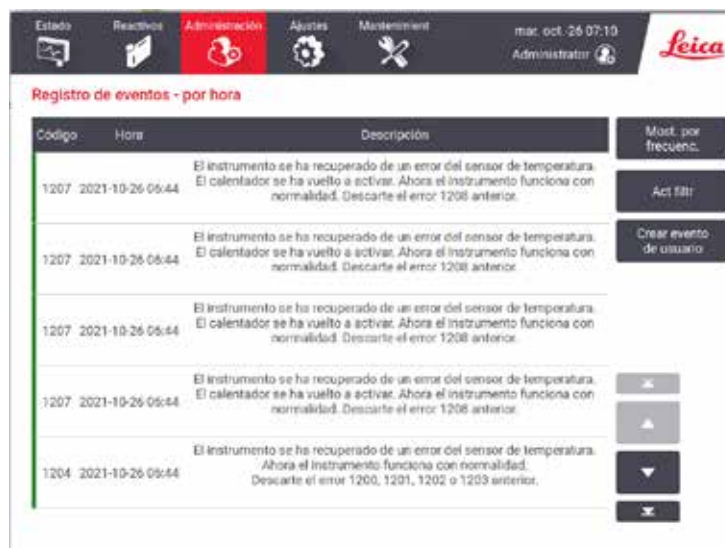 Estado Reactivos Administración Ajustes Mantenimient mar. oct. 26 07:10
Administrator
Leica
Registro de eventos - por hora
Código Hora Descripción
Most. por
frecuenc.
Act filtr
Crear evento
de usuario
El instrumento se ha recuperado de un error del sensor de temperatura.
1207 2021-10-26 06:44 El calentador se ha vuelto a activar. Ahora el instrumento funciona con
normalidad. Descarte el error 1208 anterior.
El instrumento se ha recuperado de un error del sensor de temperatura.
1207 2021-10-26 06:44 El calentador se ha vuelto a activar. Ahora el instrumento funciona con
normalidad. Descarte el error 1208 anterior.
El instrumento se ha recuperado de un error del sensor de temperatura.
1207 2021-10-26 06:44 El calentador se ha vuelto a activar. Ahora el instrumento funciona con
normalidad. Descarte el error 1208 anterior.
El instrumento se ha recuperado de un error del sensor de temperatura.
1207 2021-10-26 06:44 El calentador se ha vuelto a activar. Ahora el instrumento funciona con
normalidad. Descarte el error 1208 anterior.
El instrumento se ha recuperado de un error del sensor de temperatura.
1204 2021-10-26 06:44 Ahora el instrumento funciona con normalidad.
Descarte el error 1200, 1201, 1202 o 1203 anterior.